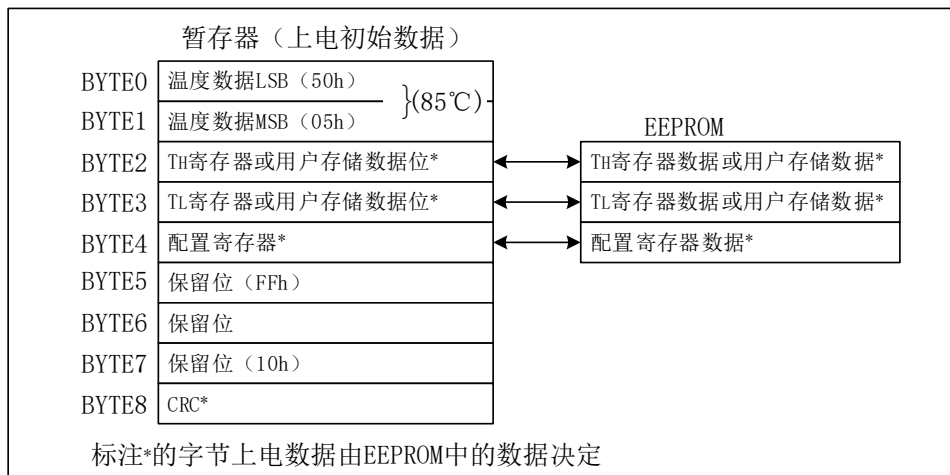 暂存器（上电初始数据）
BYTE0 温度数据LSB（50h）
}(85℃)
BYTE1 温度数据MSB（05h）
EEPROM
BYTE2 TH寄存器或用户存储数据位* TH寄存器数据或用户存储数据*
BYTE3 TL寄存器或用户存储数据位* TL寄存器数据或用户存储数据*
BYTE4 配置寄存器* 配置寄存器数据*
BYTE5 保留位（FFh）
BYTE6 保留位
BYTE7 保留位（10h）
BYTE8 CRC*
标注*的字节上电数据由EEPROM中的数据决定